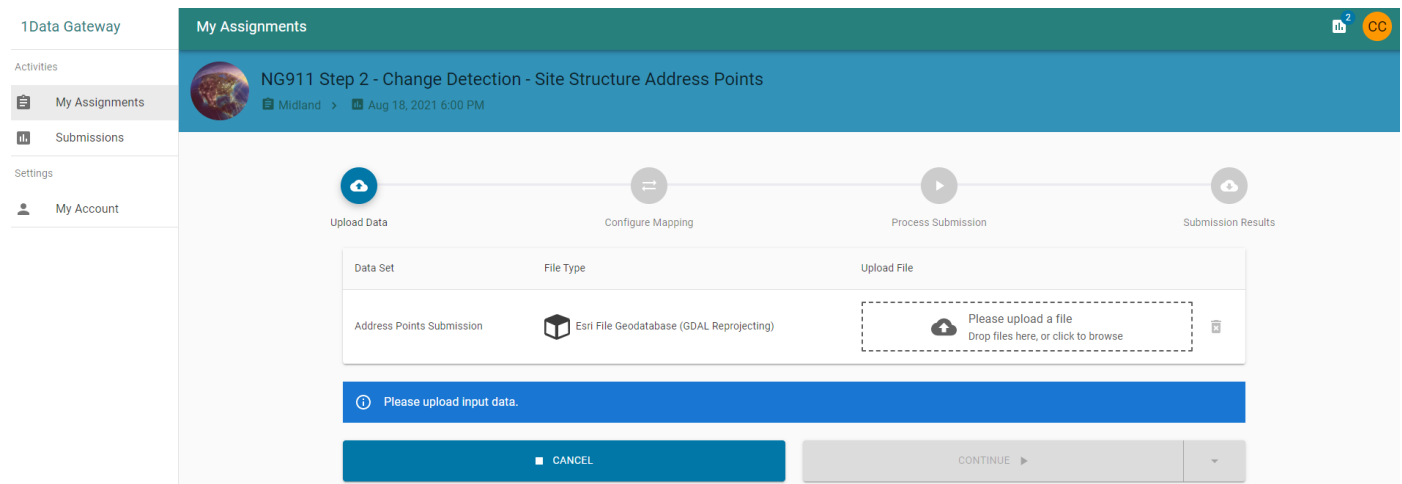 1Data Gateway
My Assignments
2
CC
Activities
My Assignments
Submissions
Settings
My Account
NG911 Step 2 - Change Detection - Site Structure Address Points
Midland > Aug 18, 2021 6:00 PM
Upload Data
Configure Mapping
Process Submission
Submission Results
Data Set File Type Upload File
Address Points Submission Esri File Geodatabase (GDAL Reprojecting) Please upload a file
Drop files here, or click to browse
Please upload input data.
CANCEL
CONTINUE